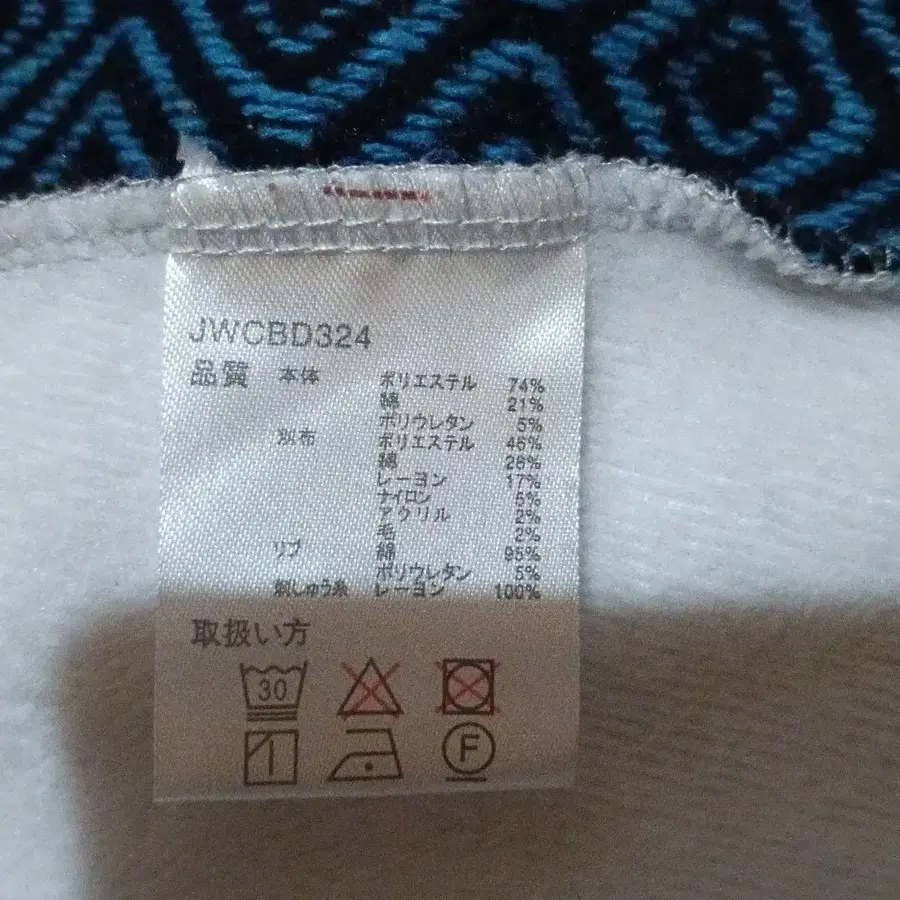 JWCBD324
品質 本体 ポリエステル 74%
綿 21%
ポリウレタン 5%
別布 ポリエステル 46%
綿 28%
レーヨン 17%
ナイロン 5%
アクリル 2%
毛 2%
リブ 綿 95%
ポリウレタン 5%
刺しゅう糸 レーヨン 100%
取扱い方
30
F